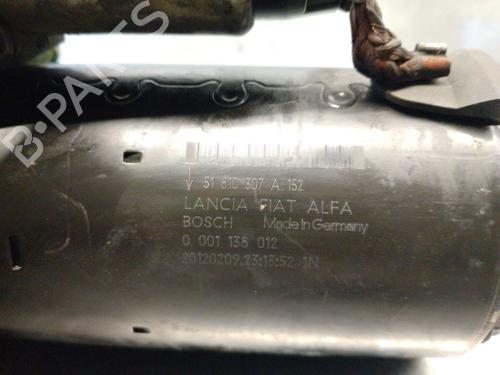 B-PARTS
51 810 307 A.152
LANCIA FIAT ALFA
BOSCH Made in Germany
0 001 138 012
20120209.23:13:52 1N